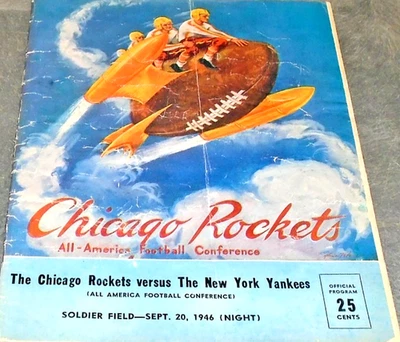 Chicago Rockets
All-America Football Conference
The Chicago Rockets versus The New York Yankees
(ALL AMERICA FOOTBALL CONFERENCE)
SOLDIER FIELD—SEPT. 20, 1946 (NIGHT)
OFFICIAL
PROGRAM
25
CENTS